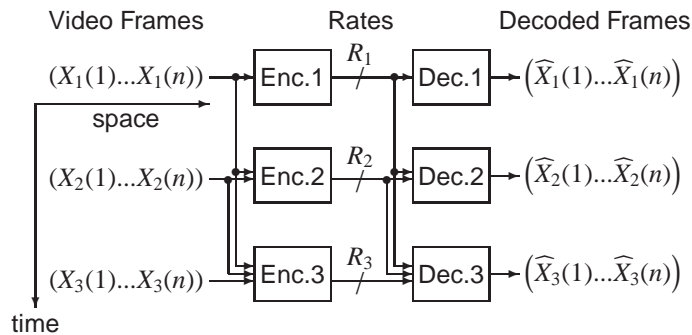 Video Frames Rates Decoded Frames
(X₁(1)...X₁(n)) Enc.1 R₁ Dec.1 (X̂₁(1)...X̂₁(n))
space
(X₂(1)...X₂(n)) Enc.2 R₂ Dec.2 (X̂₂(1)...X̂₂(n))
(X₃(1)...X₃(n)) Enc.3 R₃ Dec.3 (X̂₃(1)...X̂₃(n))
time